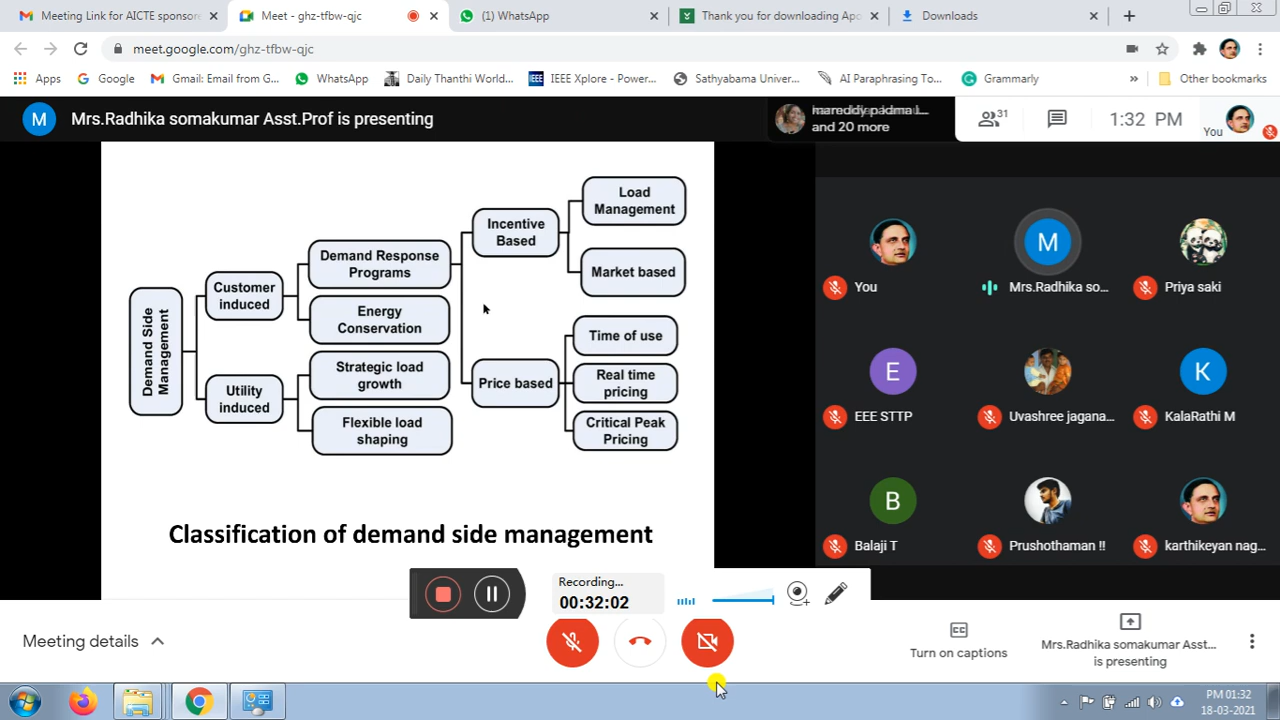 Meeting Link for AICTE sponsors
Meet - ghz-tfbw-qjc
(1) WhatsApp
Thank you for downloading Apo
Downloads
meet.google.com/ghz-tfbw-qjc
Apps
Google
Gmail: Email from G...
WhatsApp
Daily Thanthi World...
IEEE
IEEE Xplore - Power...
Sathyabama Univer...
AI Paraphrasing To...
Grammarly
»
Other bookmarks
M
Mrs.Radhika somakumar Asst.Prof is presenting
and 20 more
31
1:32 PM
You
Load
Management
Incentive
Based
Market based
Demand Response
Programs
Customer
induced
Energy
Conservation
Demand Side
Management
Time of use
Price based
Real time
pricing
Strategic load
growth
Utility
induced
Flexible load
shaping
Critical Peak
Pricing
Classification of demand side management
You
M
Mrs.Radhika so...
Priya saki
E
EEE STTP
Uvashree jagana...
K
KalaRathi M
B
Balaji T
Prushothaman !!
karthikeyan nag...
Recording...
00:32:02
Meeting details
Turn on captions
Mrs.Radhika somakumar Asst...
is presenting
PM 01:32
18-03-2021